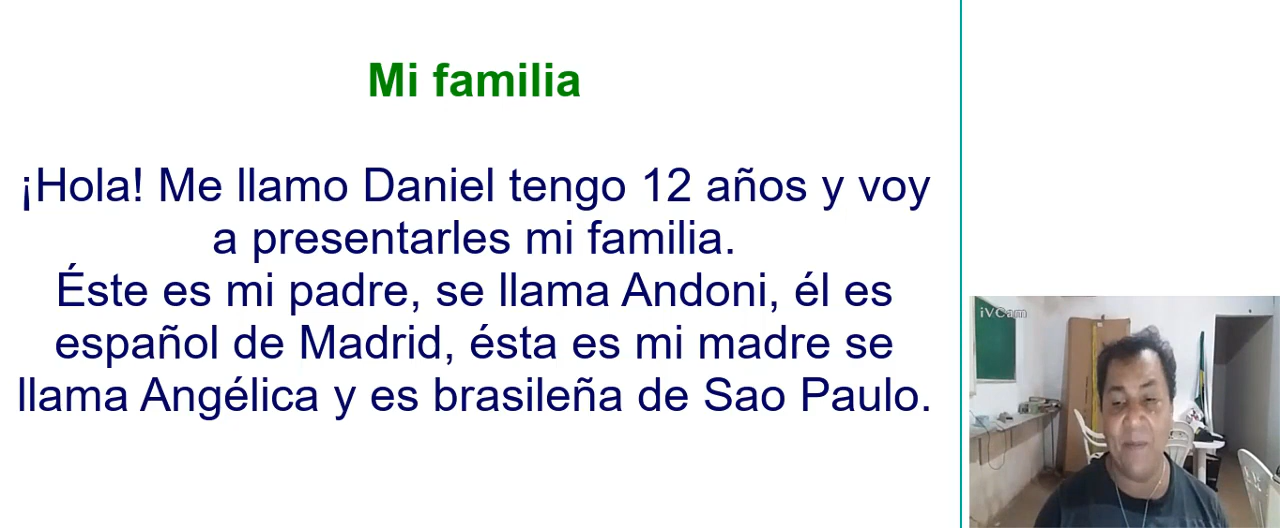 Mi familia
¡Hola! Me llamo Daniel tengo 12 años y voy
a presentarles mi familia.
Éste es mi padre, se llama Andoni, él es
español de Madrid, ésta es mi madre se
llama Angélica y es brasileña de Sao Paulo.
iVCam